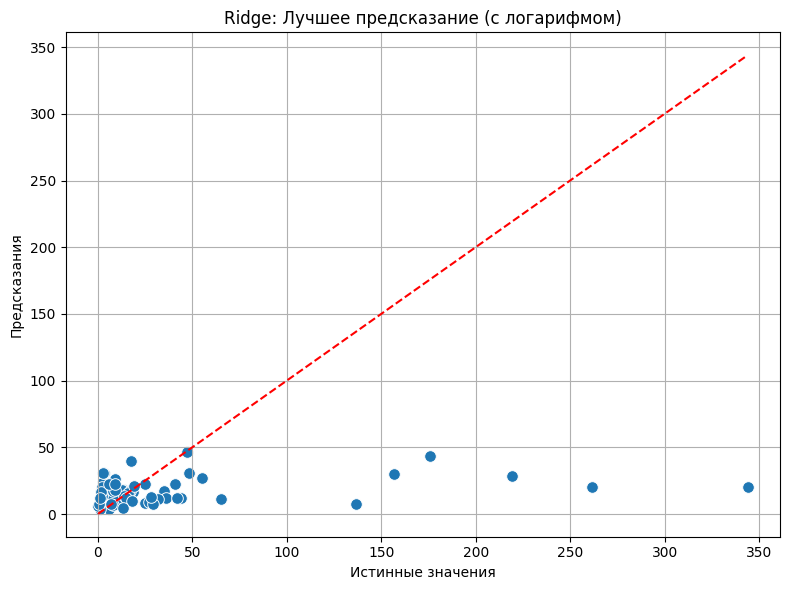 Ridge: Лучшее предсказание (с логарифмом)
350
300
250
200
150
100
50
0
Предсказания
0 50 100 150 200 250 300 350
Истинные значения